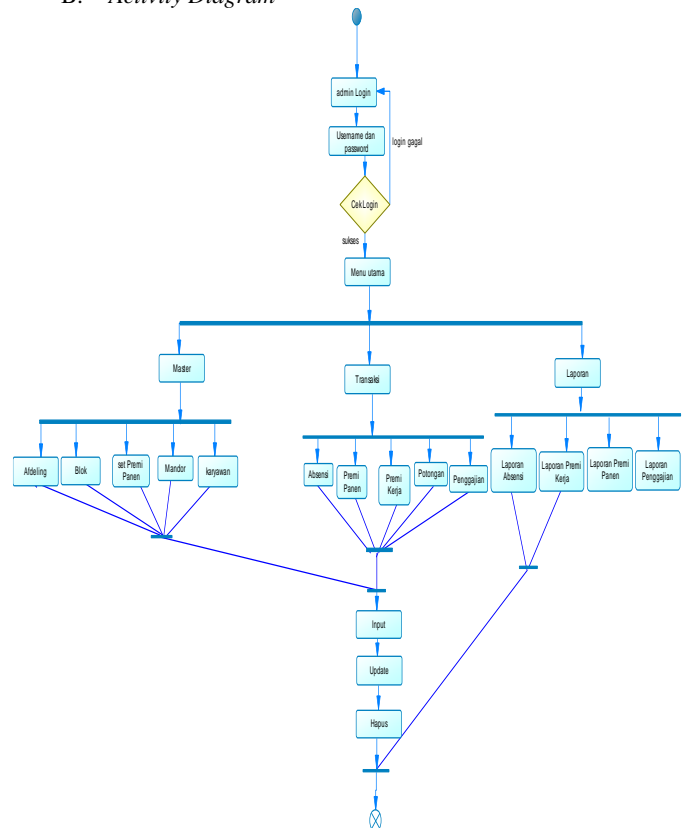 B. Activity Diagram
admin Login
Username dan
password
login gagal
Cek Login
sukses
Menu utama
Master
Transaksi
Laporan
Afdeling
Blok
set Premi
Panen
Mandor
karyawan
Absensi
Premi
Panen
Premi
Kerja
Potongan
Penggajian
Laporan
Absensi
Laporan Premi
Kerja
Laporan Premi
Panen
Laporan
Penggajian
Input
Update
Hapus